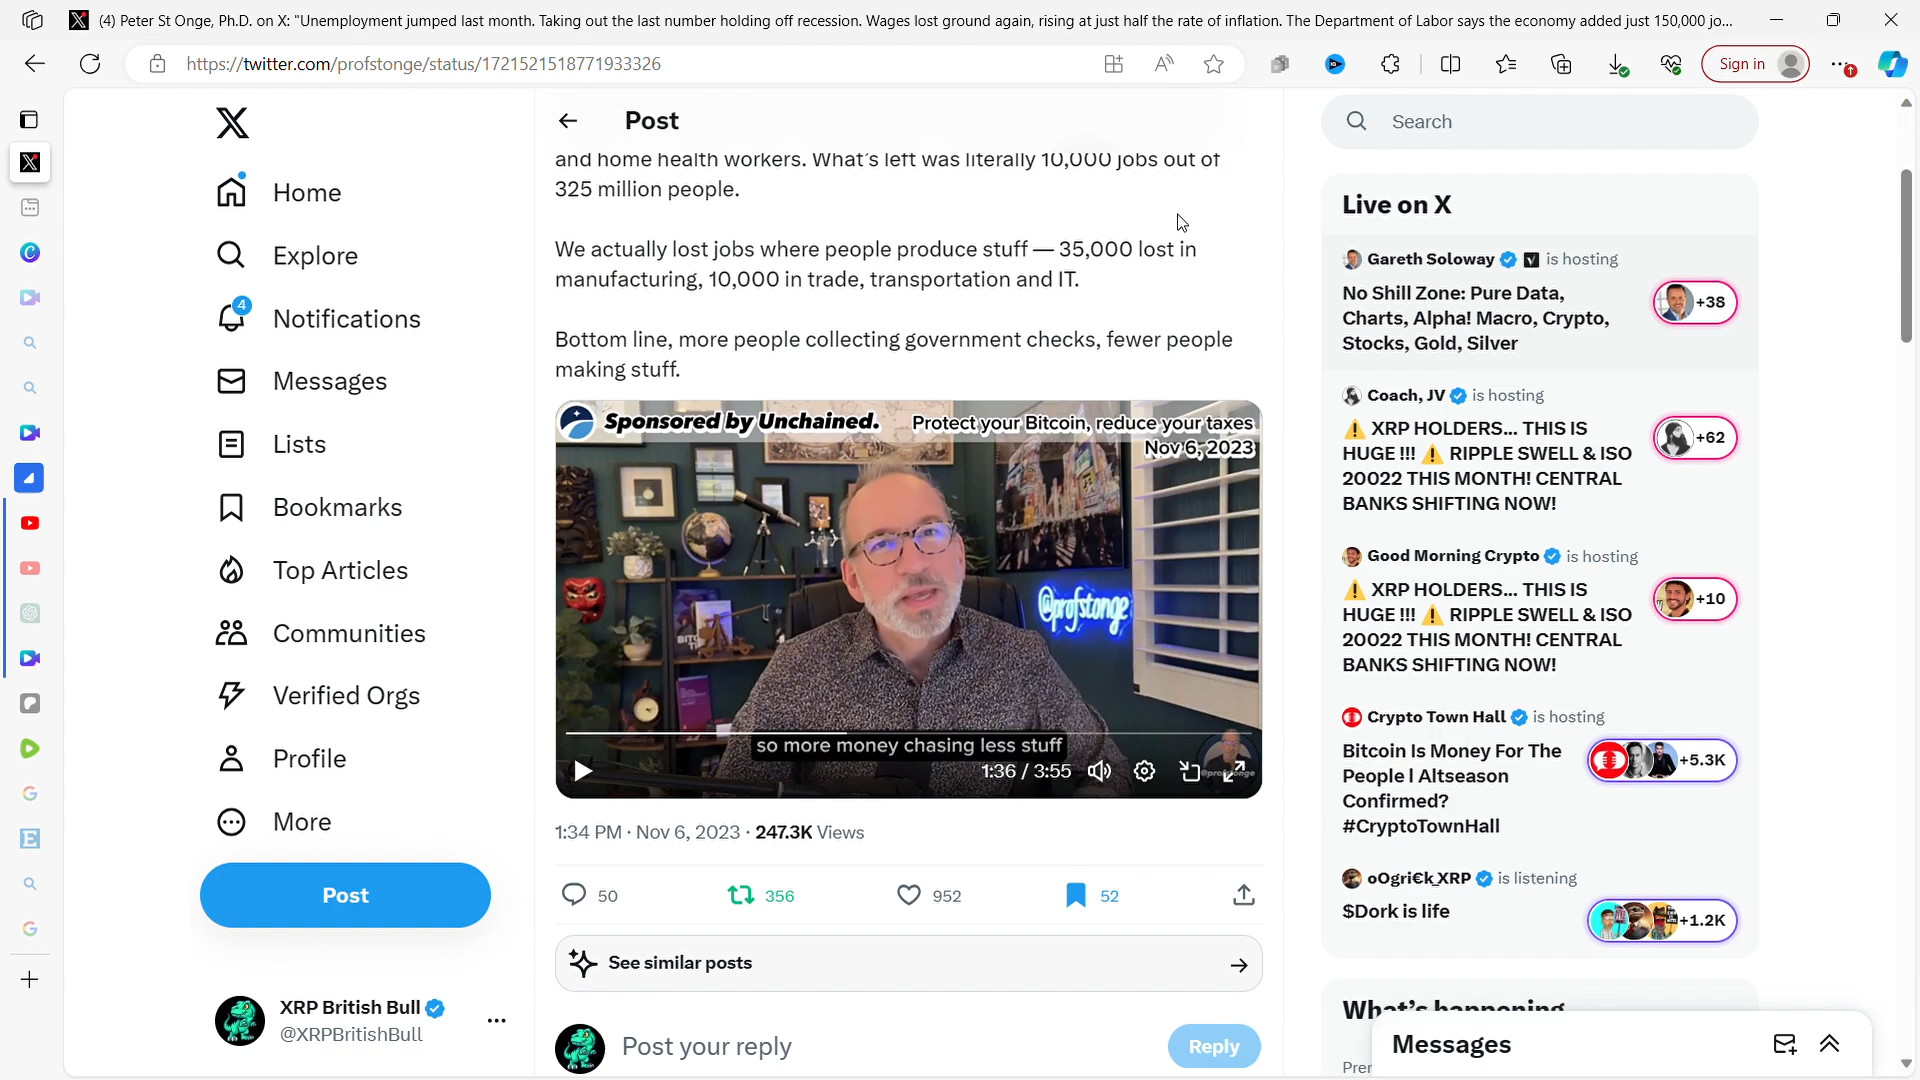 (4) Peter St Onge, Ph.D. on X: "Unemployment jumped last month. Taking out the last number holding off recession. Wages lost ground again, rising at just half the rate of inflation. The Department of Labor says the economy added just 150,000 jo...
https://twitter.com/profstonge/status/1721521518771933326
Sign in
Home
Explore
4
Notifications
Messages
Lists
Bookmarks
Top Articles
Communities
Verified Orgs
Profile
More
Post
XRP British Bull
@XRPBritishBull
Post
and home health workers. What's left was literally 10,000 jobs out of
325 million people.
We actually lost jobs where people produce stuff — 35,000 lost in
manufacturing, 10,000 in trade, transportation and IT.
Bottom line, more people collecting government checks, fewer people
making stuff.
Sponsored by Unchained.
Protect your Bitcoin, reduce your taxes
Nov 6, 2023
@profstonge
so more money chasing less stuff
1:36 / 3:55
1:34 PM · Nov 6, 2023 · 247.3K Views
50
356
952
52
See similar posts
Post your reply
Reply
Search
Live on X
Gareth Soloway is hosting
No Shill Zone: Pure Data,
Charts, Alpha! Macro, Crypto,
Stocks, Gold, Silver
+38
Coach, JV is hosting
⚠️ XRP HOLDERS... THIS IS
HUGE !!! ⚠️ RIPPLE SWELL & ISO
20022 THIS MONTH! CENTRAL
BANKS SHIFTING NOW!
+62
Good Morning Crypto is hosting
⚠️ XRP HOLDERS... THIS IS
HUGE !!! ⚠️ RIPPLE SWELL & ISO
20022 THIS MONTH! CENTRAL
BANKS SHIFTING NOW!
+10
Crypto Town Hall is hosting
Bitcoin Is Money For The
People l Altseason
Confirmed?
#CryptoTownHall
+5.3K
oOgri€k_XRP is listening
$Dork is life
+1.2K
What's happening
Messages